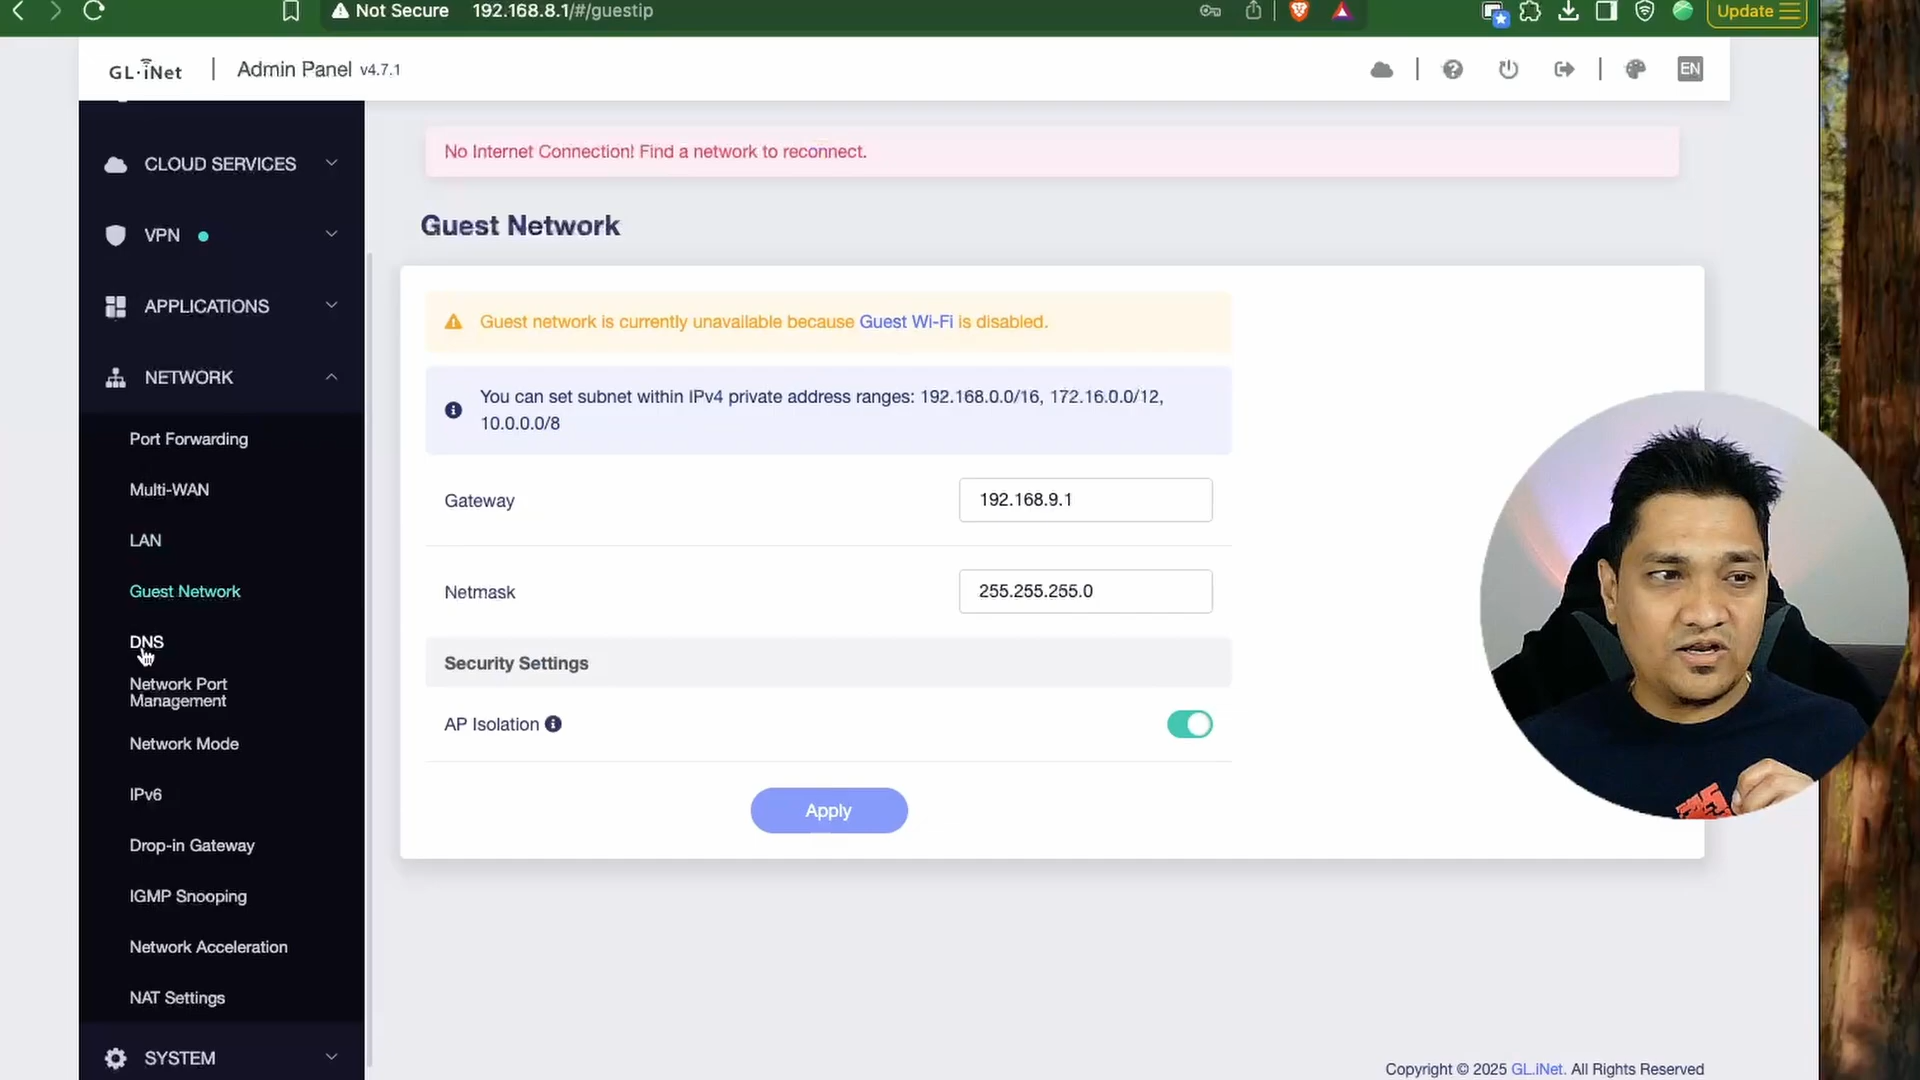 Not Secure 192.168.8.1/#/guestip
Update
GL·iNet | Admin Panel v4.7.1
EN
CLOUD SERVICES
VPN
APPLICATIONS
NETWORK
Port Forwarding
Multi-WAN
LAN
Guest Network
DNS
Network Port
Management
Network Mode
IPv6
Drop-in Gateway
IGMP Snooping
Network Acceleration
NAT Settings
SYSTEM
No Internet Connection! Find a network to reconnect.
Guest Network
Guest network is currently unavailable because Guest Wi-Fi is disabled.
You can set subnet within IPv4 private address ranges: 192.168.0.0/16, 172.16.0.0/12,
10.0.0.0/8
Gateway 192.168.9.1
Netmask 255.255.255.0
Security Settings
AP Isolation
Apply
Copyright © 2025 GL.iNet. All Rights Reserved